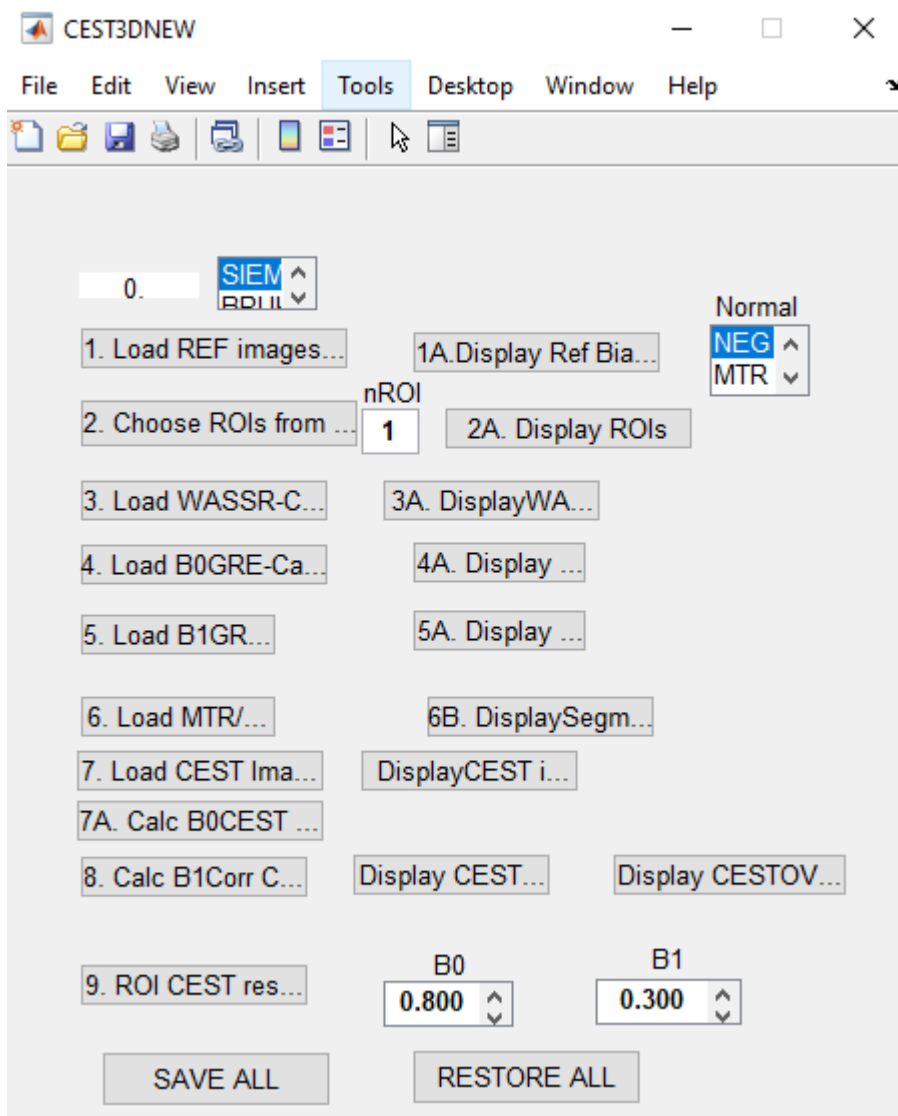 CEST3DNEW
File Edit View Insert Tools Desktop Window Help
0. SIEM
Normal
1. Load REF images... 1A.Display Ref Bia... NEG
MTR
nROI
2. Choose ROIs from ... 1 2A. Display ROIs
3. Load WASSR-C... 3A. DisplayWA...
4. Load B0GRE-Ca... 4A. Display ...
5. Load B1GR... 5A. Display ...
6. Load MTR/... 6B. DisplaySegm...
7. Load CEST Ima... DisplayCEST i...
7A. Calc B0CEST ...
8. Calc B1Corr C... Display CEST... Display CESTOV...
B0 B1
9. ROI CEST res... 0.800 0.300
SAVE ALL RESTORE ALL